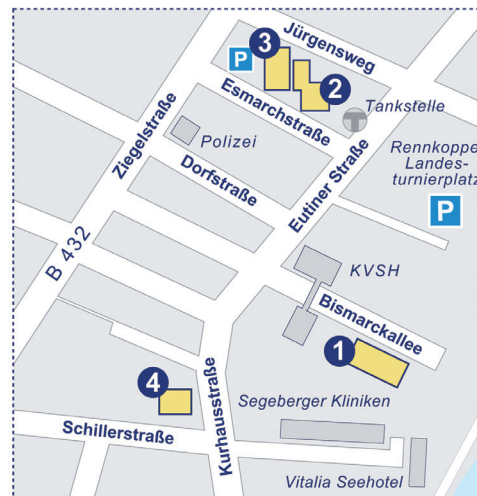 Jürgensweg
3
P
2
Esmarchstraße
Tankstelle
Ziegelstraße
Polizei
Rennkoppel
Landes-
turnierplatz
P
Dorfstraße
Eutiner Straße
B 432
KVSH
Bismarckallee
1
4
Kurhausstraße
Segeberger Kliniken
Schillerstraße
Vitalia Seehotel